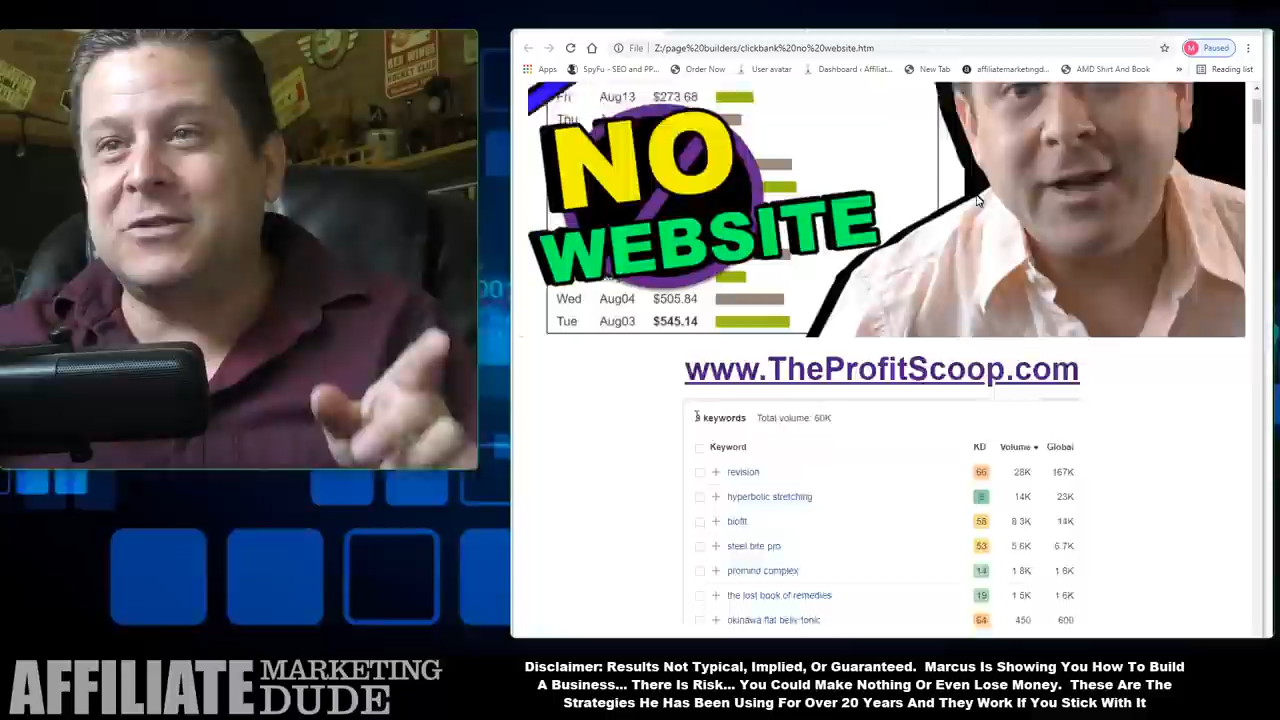 RED WINGS
HOCKEY CLUB
File Z:/page%20builders/clickbank%20no%20website.htm
M Paused
Apps SpyFu - SEO and PP... Order Now User avatar Dashboard ‹ Affiliat... New Tab affiliatemarketingd... AMD Shirt And Book » Reading list
Fri Aug13 $273.68
Thu
NO
WEBSITE
Wed Aug04 $505.84
Tue Aug03 $545.14
www.TheProfitScoop.com
keywords Total volume: 60K
Keyword KD Volume Global
revision 66 28K 167K
hyperbolic stretching 8 14K 23K
biofit 58 8.3K 14K
steel bite pro 53 5.6K 6.7K
promind complex 14 1.8K 1.8K
the lost book of remedies 19 1.5K 1.6K
okinawa flat belly tonic 64 450 600
AFFILIATE MARKETING DUDE
Disclaimer: Results Not Typical, Implied, Or Guaranteed. Marcus Is Showing You How To Build
A Business... There Is Risk... You Could Make Nothing Or Even Lose Money. These Are The
Strategies He Has Been Using For Over 20 Years And They Work If You Stick With It